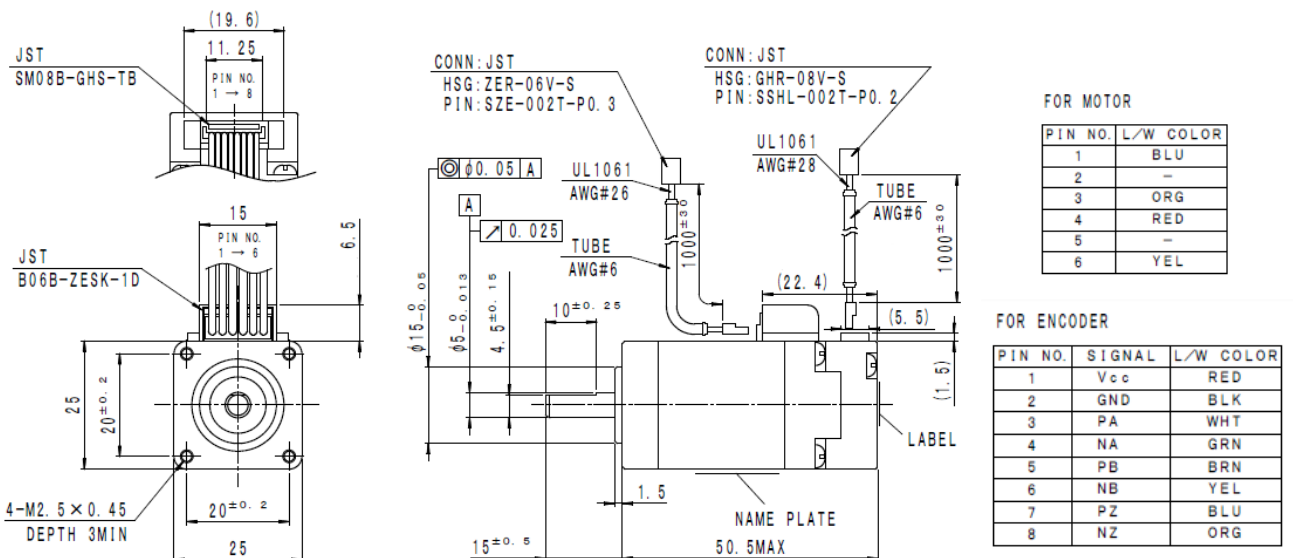 (19.6)
11.25
JST
SM08B-GHS-TB
PIN NO.
1 → 8
15
PIN NO.
1 → 6
6.5
JST
B06B-ZESK-1D
25
20±0.2
4-M2.5×0.45
DEPTH 3MIN
20±0.2
25
CONN:JST
HSG:ZER-06V-S
PIN:SZE-002T-P0.3
CONN:JST
HSG:GHR-08V-S
PIN:SSHL-002T-P0.2
◎ φ0.05 A
A
↗ 0.025
UL1061
AWG#26
TUBE
AWG#6
1000±30
UL1061
AWG#28
TUBE
AWG#6
1000±30
(22.4)
(5.5)
(1.5)
φ15 0 -0.05
φ5 0 -0.013
4.5±0.15
10±0.25
LABEL
1.5
NAME PLATE
15±0.5
50.5MAX
FOR MOTOR
PIN NO. L/W COLOR
1 BLU
2 –
3 ORG
4 RED
5 –
6 YEL
FOR ENCODER
PIN NO. SIGNAL L/W COLOR
1 Vcc RED
2 GND BLK
3 PA WHT
4 NA GRN
5 PB BRN
6 NB YEL
7 PZ BLU
8 NZ ORG